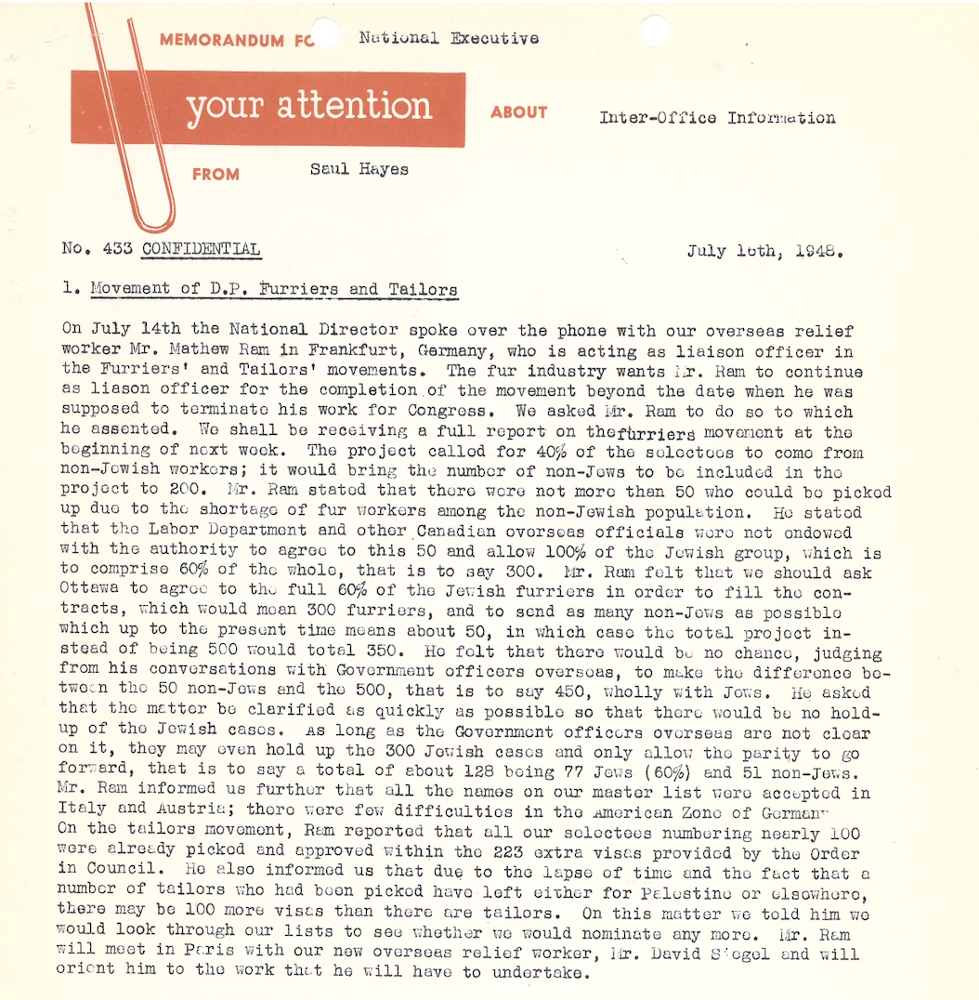 MEMORANDUM FO National Executive
your attention ABOUT Inter-Office Information
FROM Saul Hayes
No. 433 CONFIDENTIAL July 16th, 1948.
1. Movement of D.P. Furriers and Tailors
On July 14th the National Director spoke over the phone with our overseas relief
worker Mr. Mathew Ram in Frankfurt, Germany, who is acting as liaison officer in
the Furriers' and Tailors' movements. The fur industry wants Mr. Ram to continue
as liason officer for the completion of the movement beyond the date when he was
supposed to terminate his work for Congress. We asked Mr. Ram to do so to which
he assented. We shall be receiving a full report on the furriers movement at the
beginning of next week. The project called for 40% of the selectees to come from
non-Jewish workers; it would bring the number of non-Jews to be included in the
project to 200. Mr. Ram stated that there were not more than 50 who could be picked
up due to the shortage of fur workers among the non-Jewish population. He stated
that the Labor Department and other Canadian overseas officials were not endowed
with the authority to agree to this 50 and allow 100% of the Jewish group, which is
to comprise 60% of the whole, that is to say 300. Mr. Ram felt that we should ask
Ottawa to agree to the full 60% of the Jewish furriers in order to fill the con-
tracts, which would mean 300 furriers, and to send as many non-Jews as possible
which up to the present time means about 50, in which case the total project in-
stead of being 500 would total 350. He felt that there would be no chance, judging
from his conversations with Government officers overseas, to make the difference be-
tween the 50 non-Jews and the 500, that is to say 450, wholly with Jews. He asked
that the matter be clarified as quickly as possible so that there would be no hold-
up of the Jewish cases. As long as the Government officers overseas are not clear
on it, they may even hold up the 300 Jewish cases and only allow the parity to go
forward, that is to say a total of about 128 being 77 Jews (60%) and 51 non-Jews.
Mr. Ram informed us further that all the names on our master list were accepted in
Italy and Austria; there were few difficulties in the American Zone of German
On the tailors movement, Ram reported that all our selectees numbering nearly 100
were already picked and approved within the 223 extra visas provided by the Order
in Council. He also informed us that due to the lapse of time and the fact that a
number of tailors who had been picked have left either for Palestine or elsewhere,
there may be 100 more visas than there are tailors. On this matter we told him we
would look through our lists to see whether we would nominate any more. Mr. Ram
will meet in Paris with our new overseas relief worker, Mr. David Siegel and will
orient him to the work that he will have to undertake.